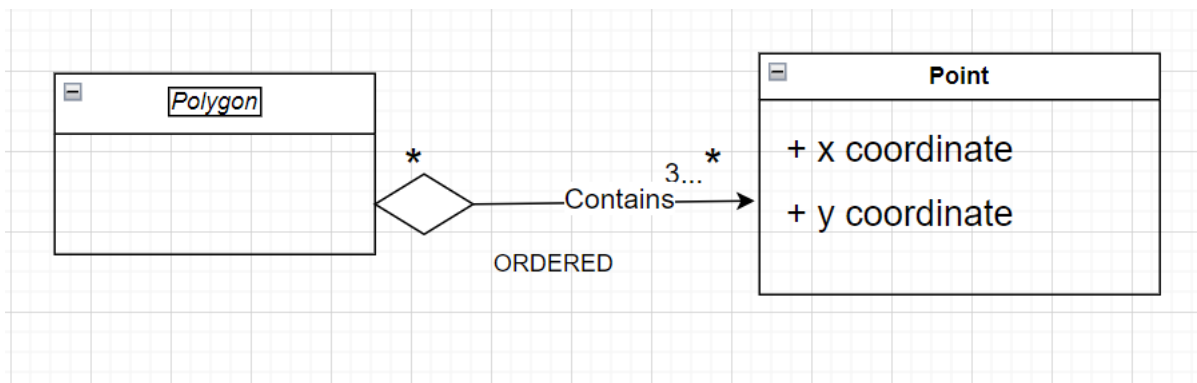 Polygon
Point
+ x coordinate
+ y coordinate
*
3... *
Contains
ORDERED